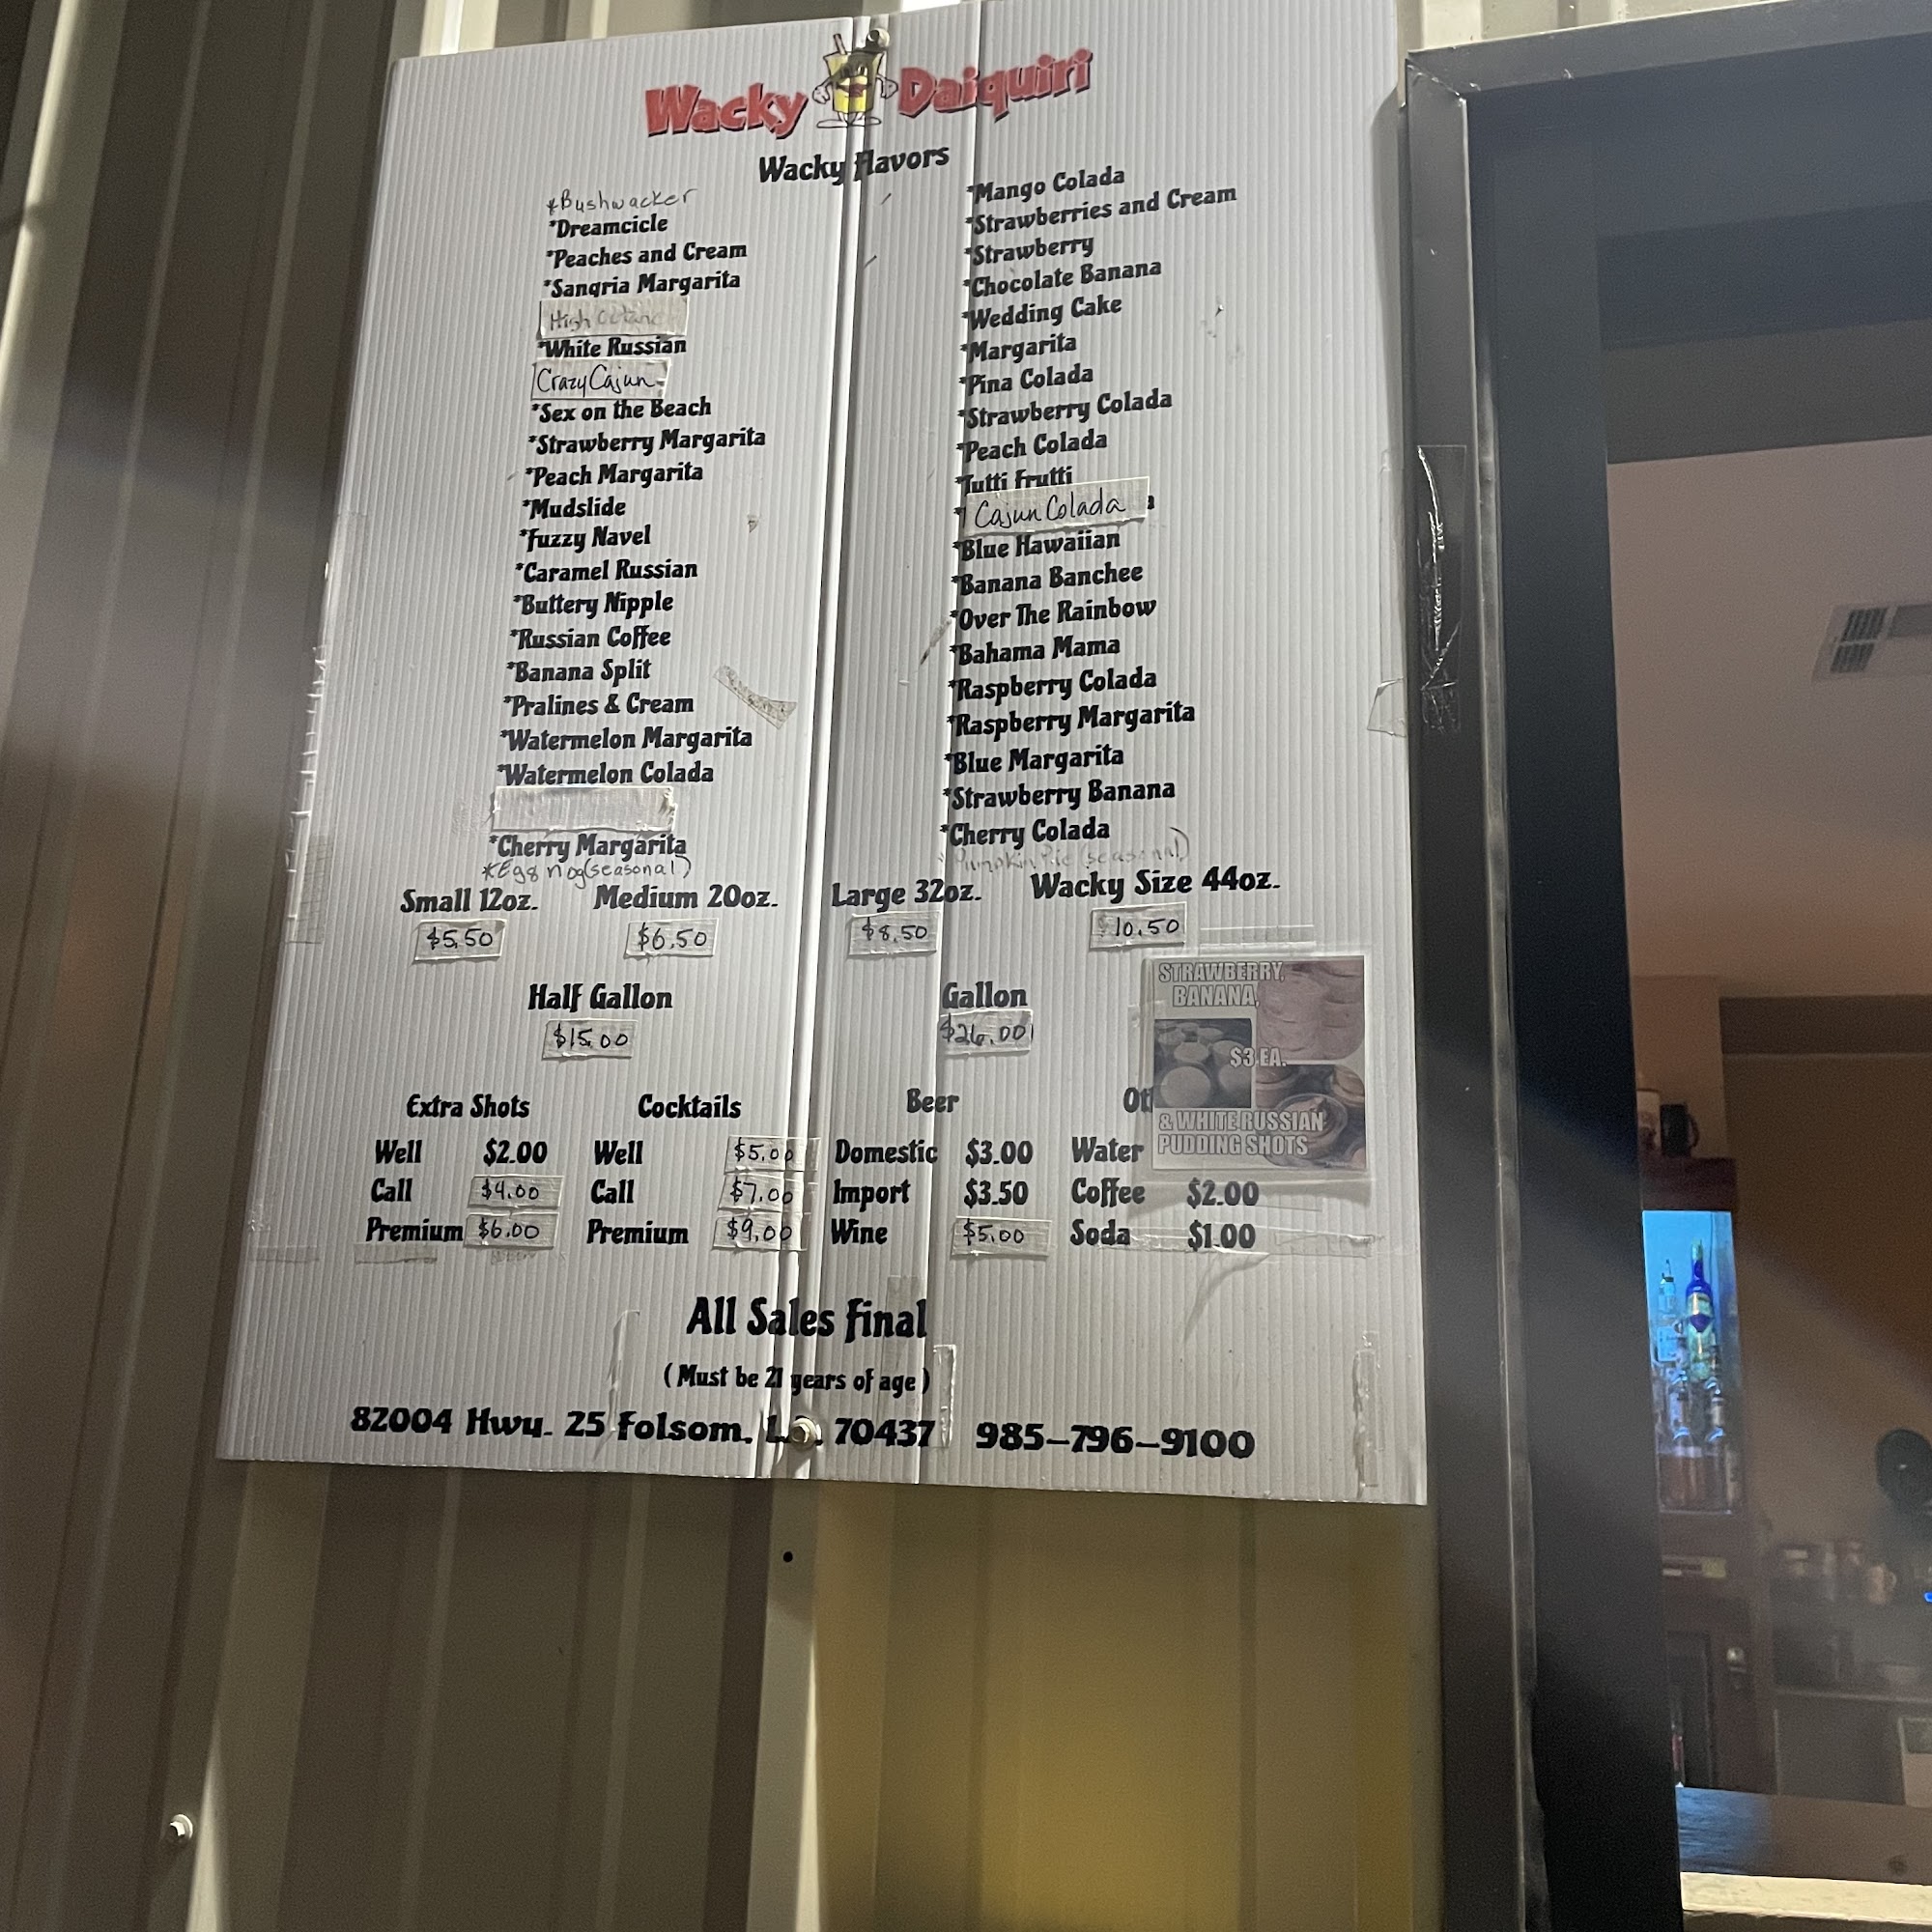 Wacky Daiquiri
Wacky Flavors
*Bushwacker
*Dreamcicle
*Peaches and Cream
*Sangria Margarita
High Octane
*White Russian
Crazy Cajun
*Sex on the Beach
*Strawberry Margarita
*Peach Margarita
*Mudslide
*Fuzzy Navel
*Caramel Russian
*Buttery Nipple
*Russian Coffee
*Banana Split
*Pralines & Cream
*Watermelon Margarita
*Watermelon Colada
*Cherry Margarita
*Egg nog (seasonal)
*Mango Colada
*Strawberries and Cream
*Strawberry
*Chocolate Banana
*Wedding Cake
*Margarita
*Pina Colada
*Strawberry Colada
*Peach Colada
*Tutti Frutti
* Cajun Colada
*Blue Hawaiian
*Banana Banchee
*Over The Rainbow
*Bahama Mama
*Raspberry Colada
*Raspberry Margarita
*Blue Margarita
*Strawberry Banana
*Cherry Colada
Pumpkin Pie (seasonal)
Small 12oz. Medium 20oz. Large 32oz. Wacky Size 44oz.
$5.50 $6.50 $8.50 $10.50
Half Gallon Gallon
$15.00 $26.00
STRAWBERRY,
BANANA,
$3 EA.
& WHITE RUSSIAN
PUDDING SHOTS
Extra Shots Cocktails Beer
Well $2.00 Well $5.00 Domestic $3.00 Water
Call $4.00 Call $7.00 Import $3.50 Coffee $2.00
Premium $6.00 Premium $9.00 Wine $5.00 Soda $1.00
All Sales Final
(Must be 21 years of age)
82004 Hwy. 25 Folsom, L. 70437 985-796-9100